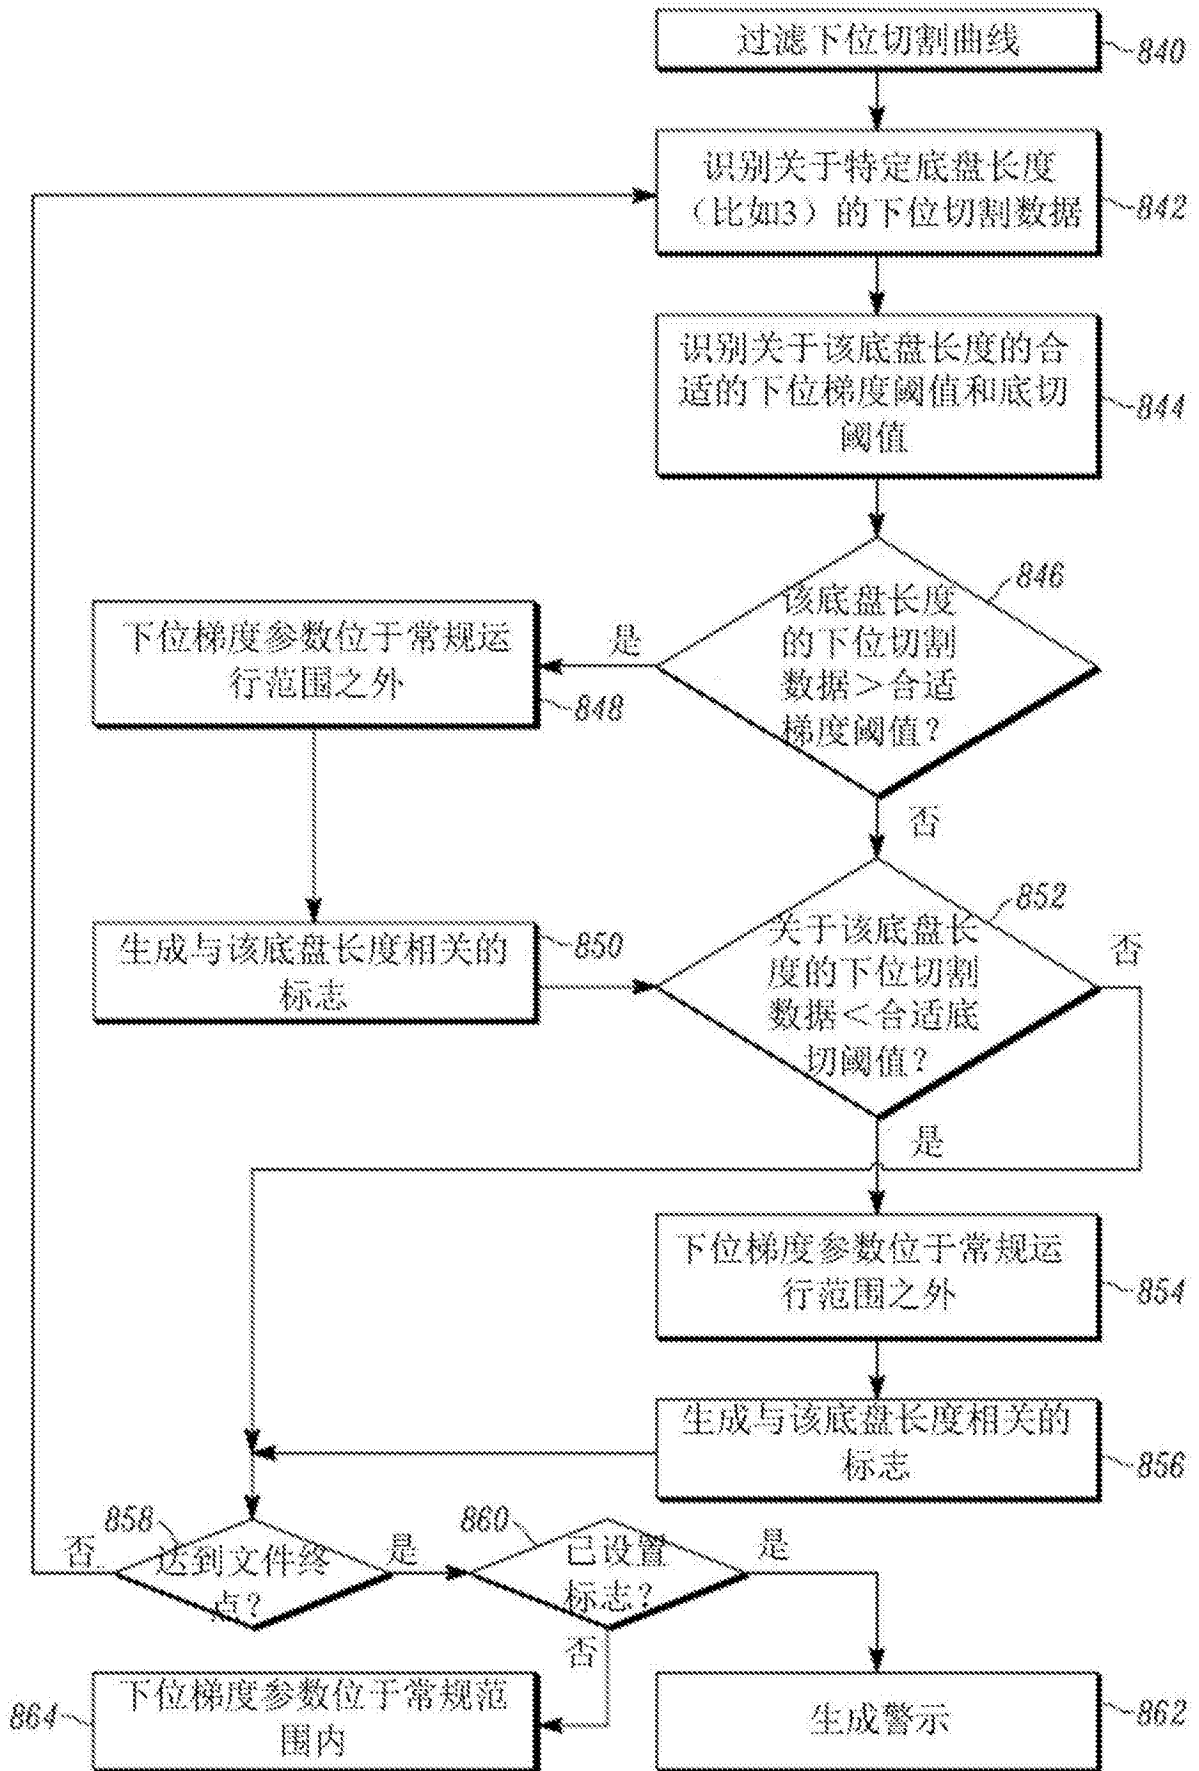 过滤下位切割曲线
840
识别关于特定底盘长度
（比如3）的下位切割数据
842
识别关于该底盘长度的合
适的下位梯度阈值和底切
阈值
844
846
该底盘长度
的下位切割
数据＞合适
梯度阈值？
是
下位梯度参数位于常规运
行范围之外
848
否
852
关于该底盘长
度的下位切割
数据＜合适底
切阈值？
否
生成与该底盘长度相关的
标志
850
是
下位梯度参数位于常规运
行范围之外
854
生成与该底盘长度相关的
标志
856
858
达到文件终
点？
否
是
860
已设置
标志？
是
否
下位梯度参数位于常规范
围内
864
生成警示
862